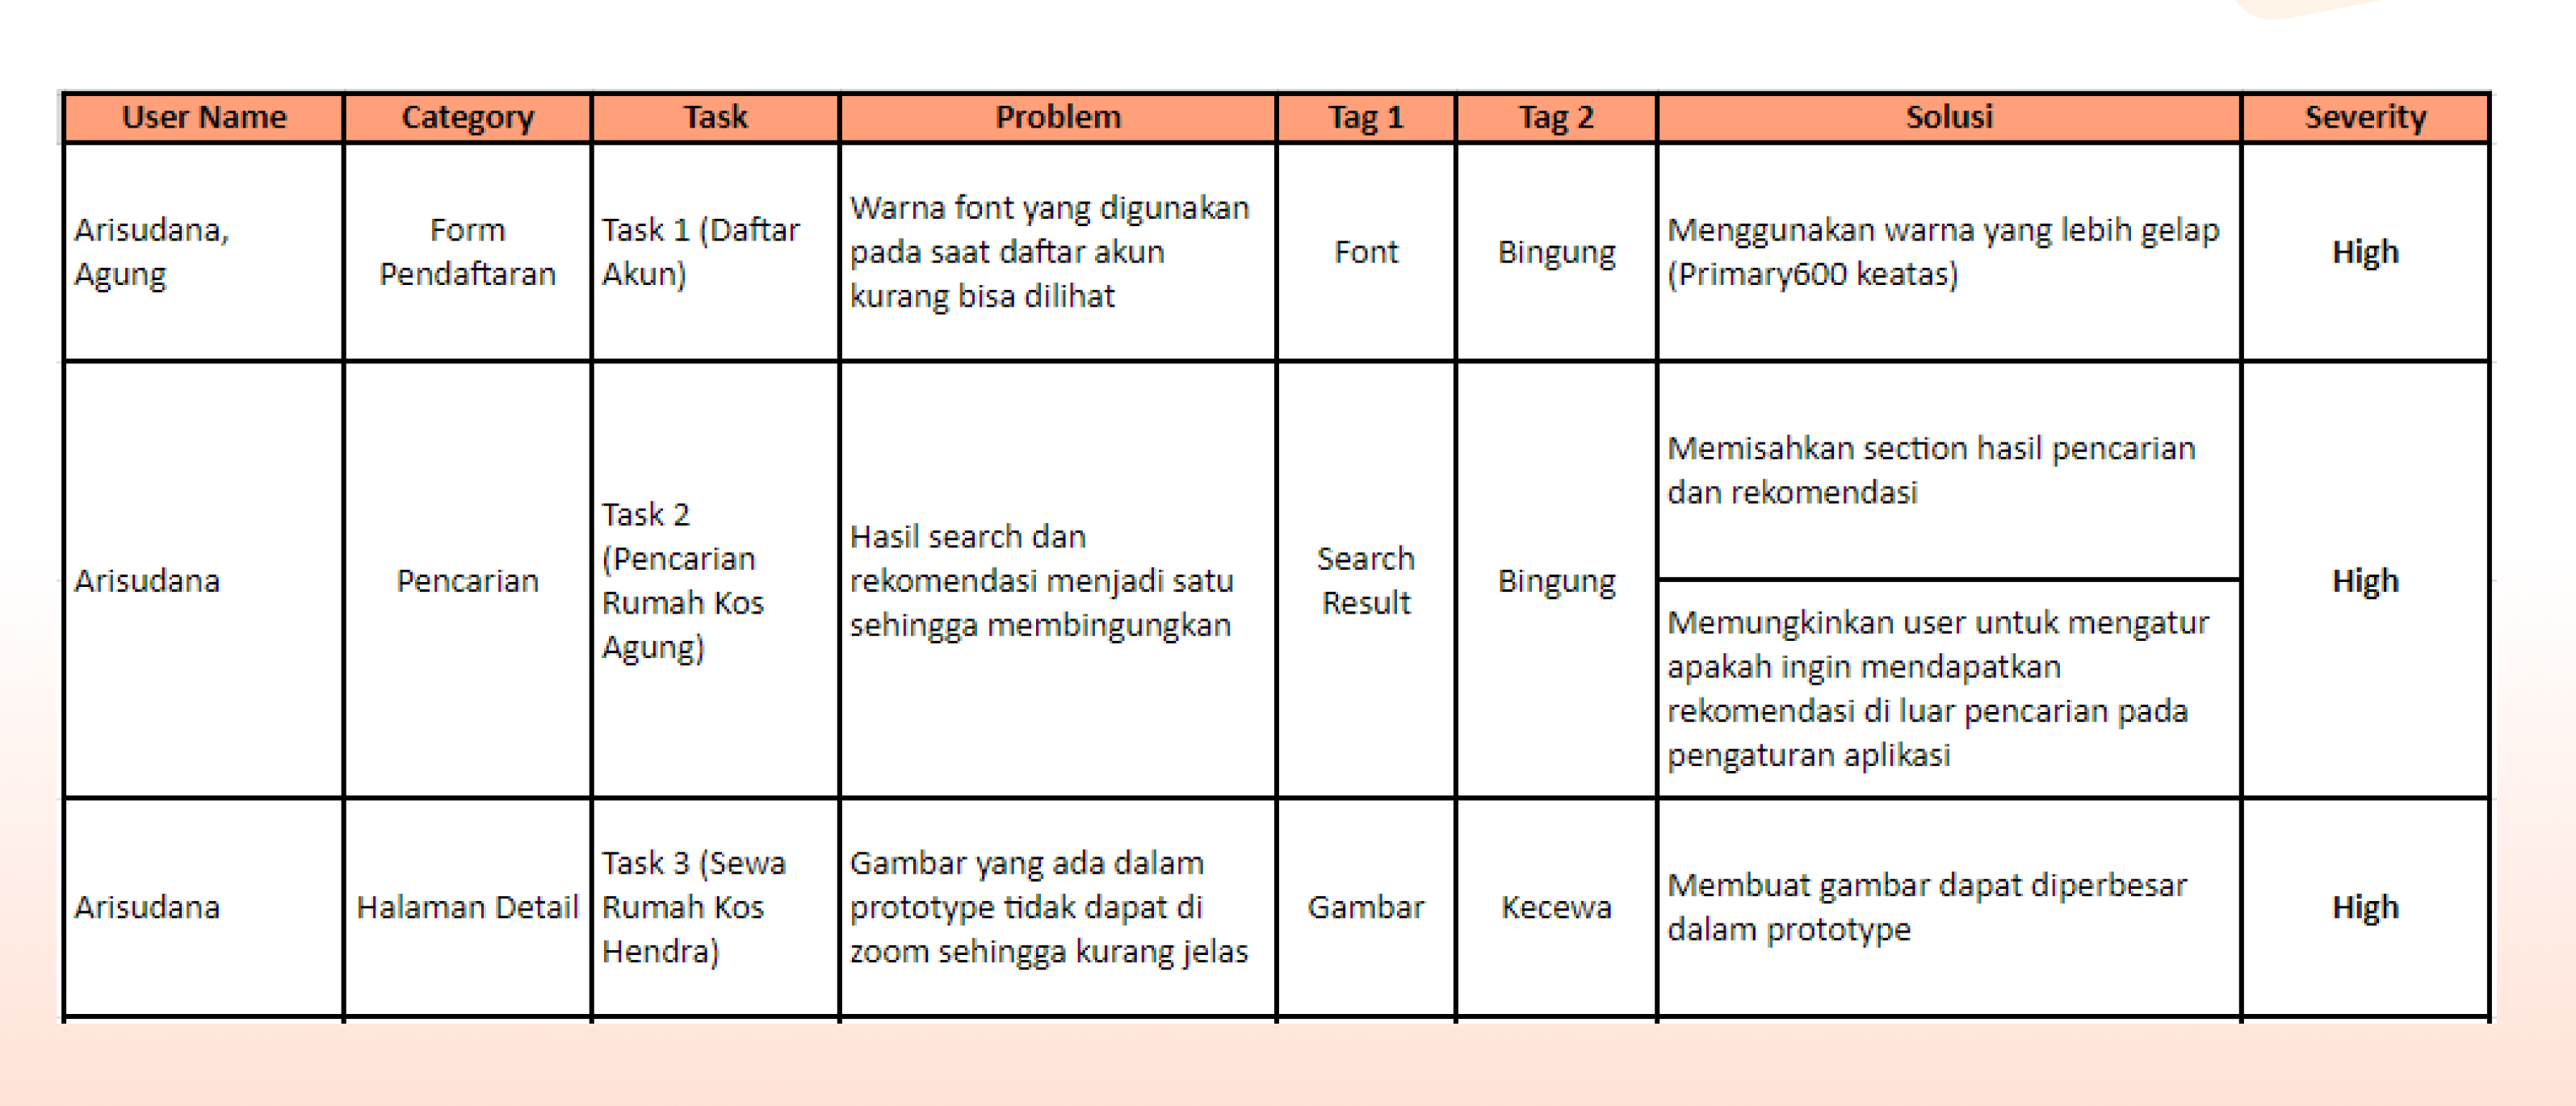 User Name Category Task Problem Tag 1 Tag 2 Solusi Severity
Arisudana,
Agung
Form
Pendaftaran
Task 1 (Daftar
Akun)
Warna font yang digunakan
pada saat daftar akun
kurang bisa dilihat
Font
Bingung
Menggunakan warna yang lebih gelap
(Primary600 keatas)
High
Arisudana
Pencarian
Task 2
(Pencarian
Rumah Kos
Agung)
Hasil search dan
rekomendasi menjadi satu
sehingga membingungkan
Search
Result
Bingung
Memisahkan section hasil pencarian
dan rekomendasi
Memungkinkan user untuk mengatur
apakah ingin mendapatkan
rekomendasi di luar pencarian pada
pengaturan aplikasi
High
Arisudana
Halaman Detail
Task 3 (Sewa
Rumah Kos
Hendra)
Gambar yang ada dalam
prototype tidak dapat di
zoom sehingga kurang jelas
Gambar
Kecewa
Membuat gambar dapat diperbesar
dalam prototype
High